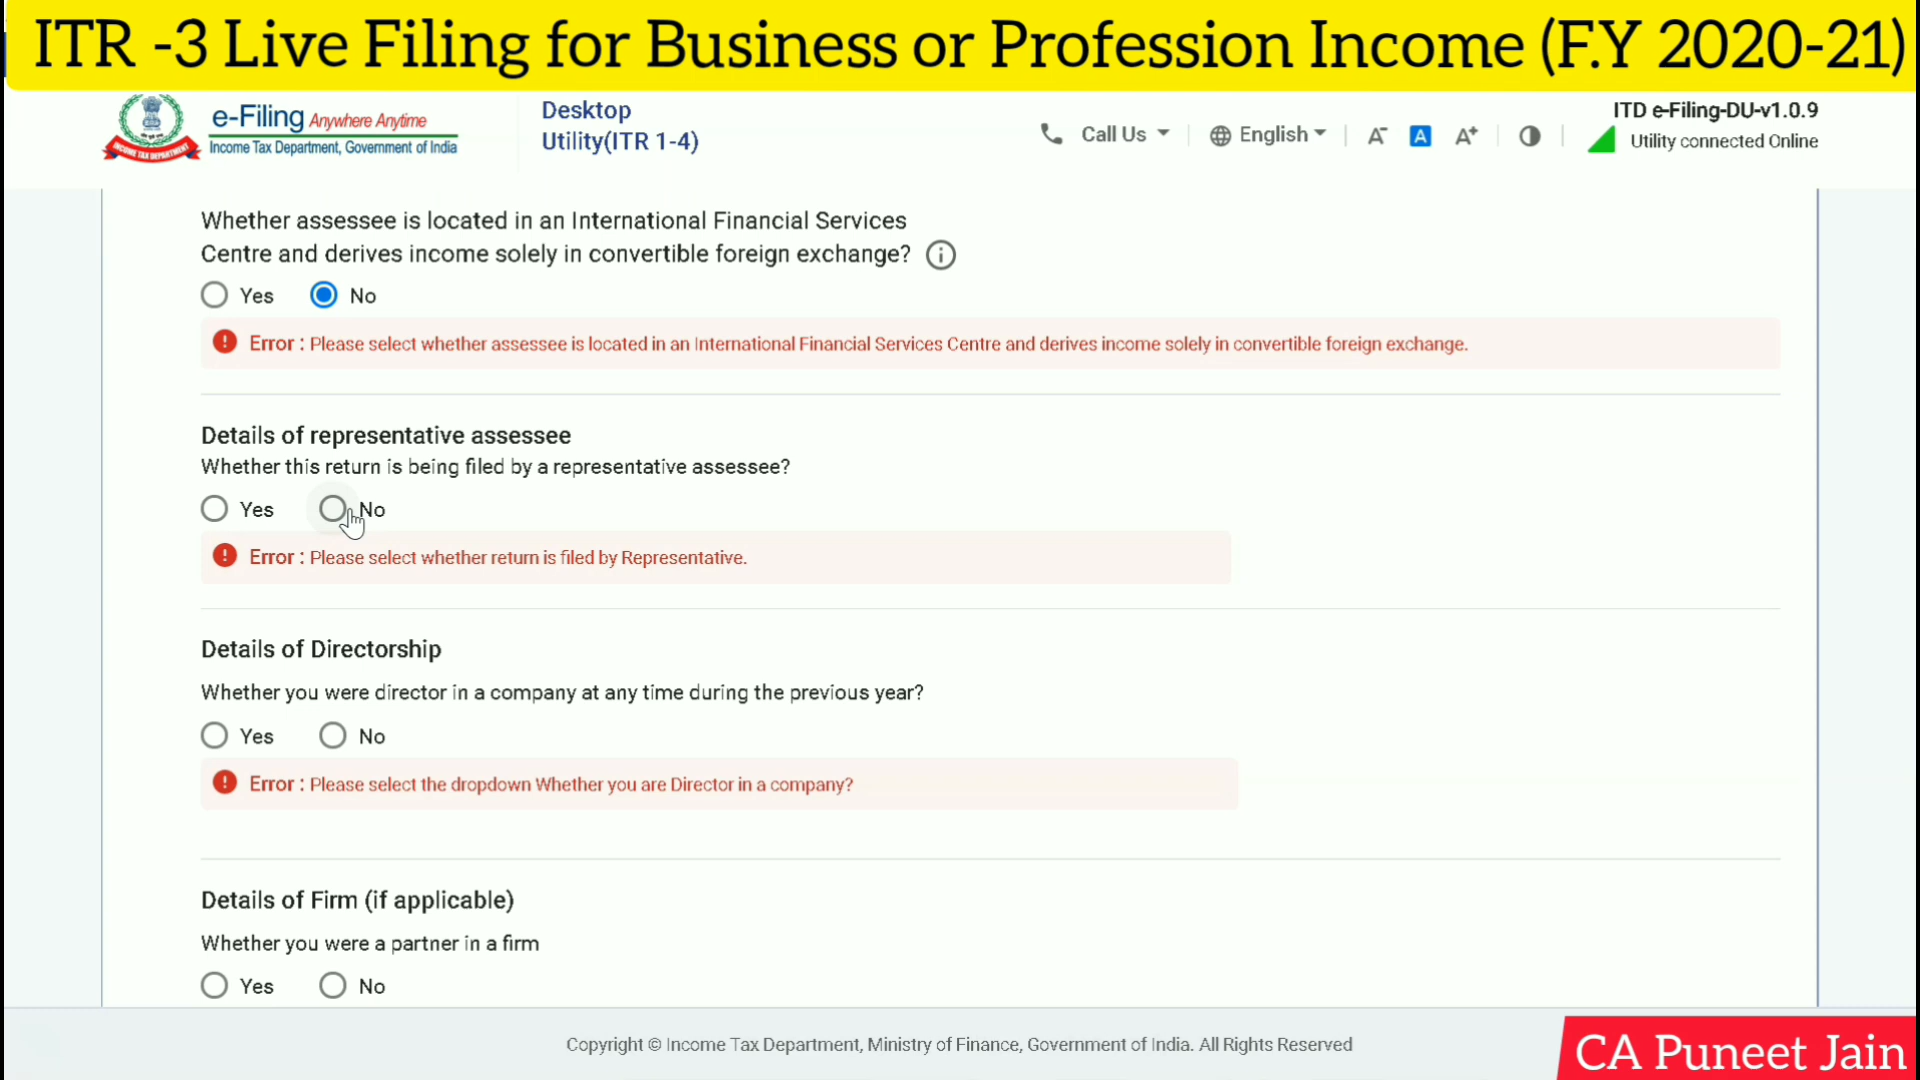 ITR -3 Live Filing for Business or Profession Income (F.Y 2020-21)
e-Filing Anywhere Anytime
Income Tax Department, Government of India
INCOME TAX DEPARTMENT
Desktop
Utility(ITR 1-4)
Call Us
English
A-
A
A+
ITD e-Filing-DU-v1.0.9
Utility connected Online
Whether assessee is located in an International Financial Services
Centre and derives income solely in convertible foreign exchange?
Yes No
Error : Please select whether assessee is located in an International Financial Services Centre and derives income solely in convertible foreign exchange.
Details of representative assessee
Whether this return is being filed by a representative assessee?
Yes No
Error : Please select whether return is filed by Representative.
Details of Directorship
Whether you were director in a company at any time during the previous year?
Yes No
Error : Please select the dropdown Whether you are Director in a company?
Details of Firm (if applicable)
Whether you were a partner in a firm
Yes No
Copyright © Income Tax Department, Ministry of Finance, Government of India. All Rights Reserved
CA Puneet Jain